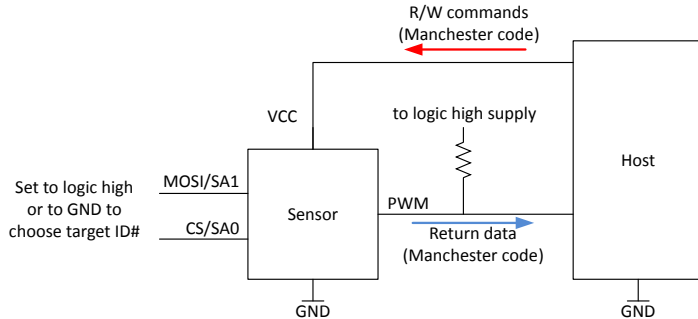 R/W commands
(Manchester code)
VCC
to logic high supply
Host
Set to logic high
or to GND to
choose target ID#
MOSI/SA1
CS/SA0
Sensor
PWM
Return data
(Manchester code)
GND
GND